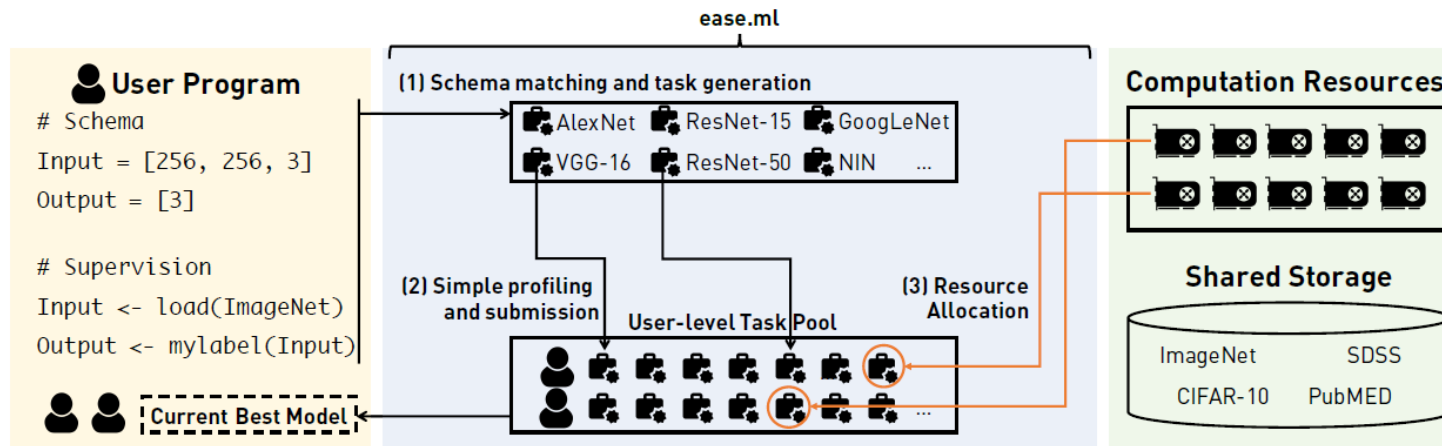 ease.ml
User Program
# Schema
Input = [256, 256, 3]
Output = [3]
# Supervision
Input <- load(ImageNet)
Output <- mylabel(Input)
Current Best Model
(1) Schema matching and task generation
AlexNet ResNet-15 GoogLeNet
VGG-16 ResNet-50 NIN ...
(2) Simple profiling
and submission
(3) Resource
Allocation
User-level Task Pool
...
Computation Resources
Shared Storage
ImageNet SDSS
CIFAR-10 PubMED